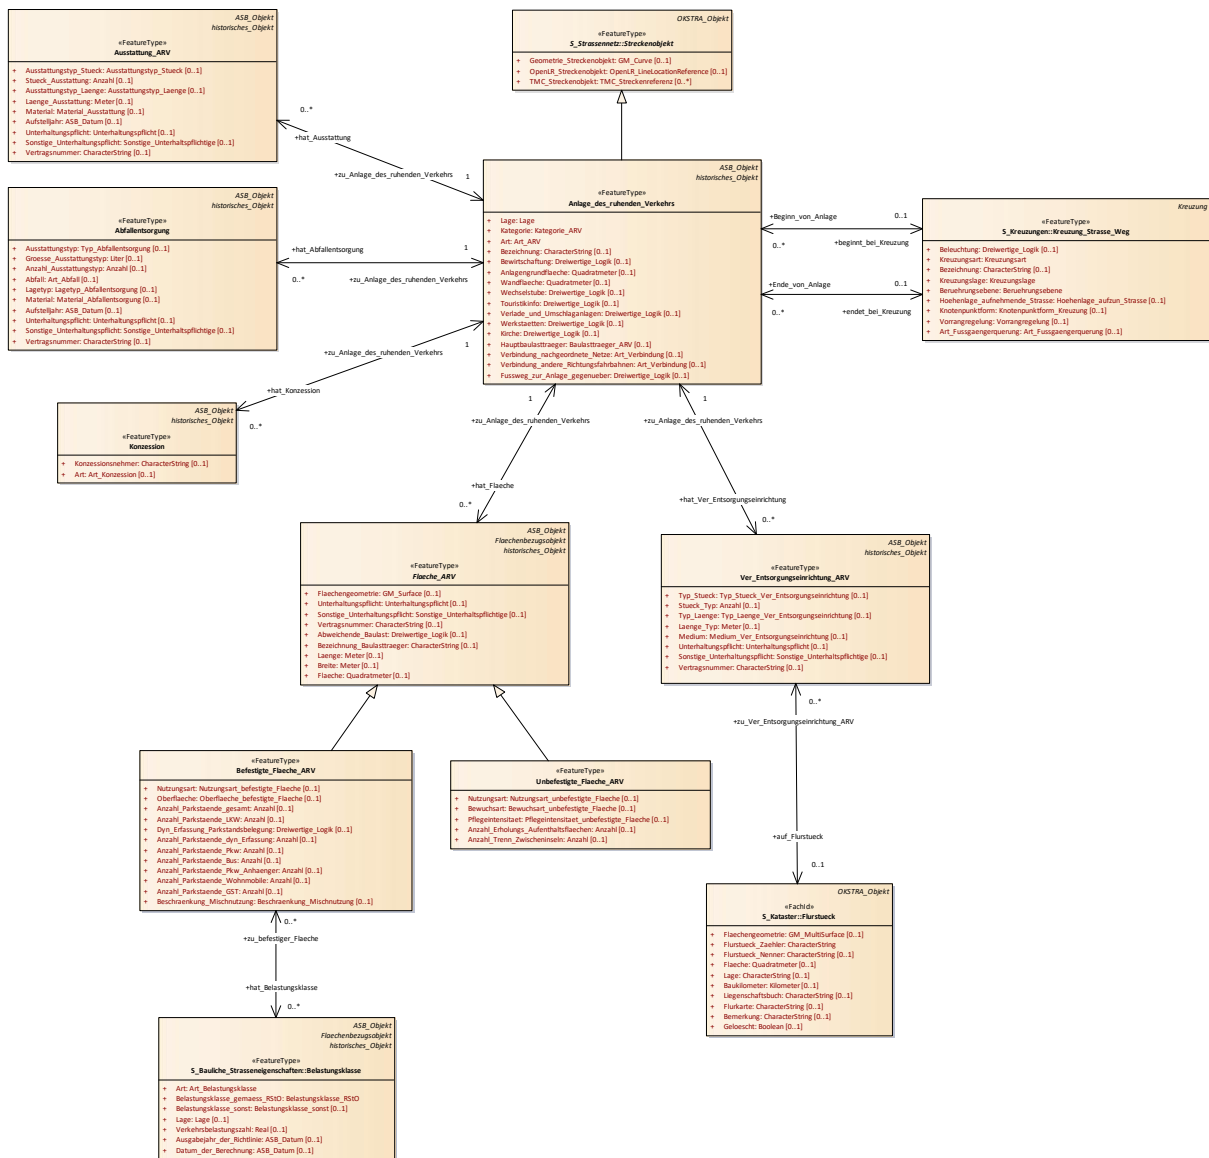 ASB_Objekt
historisches_Objekt
«FeatureType»
Ausstattung_ARV
+ Ausstattungstyp_Stueck: Ausstattungstyp_Stueck [0..1]
+ Stueck_Ausstattung: Anzahl [0..1]
+ Ausstattungstyp_Laenge: Ausstattungstyp_Laenge [0..1]
+ Laenge_Ausstattung: Meter [0..1]
+ Material: Material_Ausstattung [0..1]
+ Aufstelljahr: ASB_Datum [0..1]
+ Unterhaltungspflicht: Unterhaltungspflicht [0..1]
+ Sonstige_Unterhaltungspflicht: Sonstige_Unterhaltspflichtige [0..1]
+ Vertragsnummer: CharacterString [0..1]
OKSTRA_Objekt
«FeatureType»
S_Strassennetz::Streckenobjekt
+ Geometrie_Streckenobjekt: GM_Curve [0..1]
+ OpenLR_Streckenobjekt: OpenLR_LineLocationReference [0..1]
+ TMC_Streckenobjekt: TMC_Streckenreferenz [0..*]
0..*
+hat_Ausstattung
+zu_Anlage_des_ruhenden_Verkehrs
1
ASB_Objekt
historisches_Objekt
«FeatureType»
Abfallentsorgung
+ Ausstattungstyp: Typ_Abfallentsorgung [0..1]
+ Groesse_Ausstattungstyp: Liter [0..1]
+ Anzahl_Ausstattungstyp: Anzahl [0..1]
+ Abfall: Art_Abfall [0..1]
+ Lagetyp: Lagetyp_Abfallentsorgung [0..1]
+ Material: Material_Abfallentsorgung [0..1]
+ Aufstelljahr: ASB_Datum [0..1]
+ Unterhaltungspflicht: Unterhaltungspflicht [0..1]
+ Sonstige_Unterhaltungspflicht: Sonstige_Unterhaltspflichtige [0..1]
+ Vertragsnummer: CharacterString [0..1]
+hat_Abfallentsorgung
1
0..*
+zu_Anlage_des_ruhenden_Verkehrs
ASB_Objekt
historisches_Objekt
«FeatureType»
Anlage_des_ruhenden_Verkehrs
+ Lage: Lage
+ Kategorie: Kategorie_ARV
+ Art: Art_ARV
+ Bezeichnung: CharacterString [0..1]
+ Bewirtschaftung: Dreiwertige_Logik [0..1]
+ Anlagengrundflaeche: Quadratmeter [0..1]
+ Wandflaeche: Quadratmeter [0..1]
+ Wechselstube: Dreiwertige_Logik [0..1]
+ Touristikinfo: Dreiwertige_Logik [0..1]
+ Verlade_und_Umschlaganlagen: Dreiwertige_Logik [0..1]
+ Werkstaetten: Dreiwertige_Logik [0..1]
+ Kirche: Dreiwertige_Logik [0..1]
+ Hauptbaulasttraeger: Baulasttraeger_ARV [0..1]
+ Verbindung_nachgeordnete_Netze: Art_Verbindung [0..1]
+ Verbindung_andere_Richtungsfahrbahnen: Art_Verbindung [0..1]
+ Fussweg_zur_Anlage_gegenueber: Dreiwertige_Logik [0..1]
+Beginn_von_Anlage
0..1
0..*
+beginnt_bei_Kreuzung
+Ende_von_Anlage
0..1
0..*
+endet_bei_Kreuzung
Kreuzung
«FeatureType»
S_Kreuzungen::Kreuzung_Strasse_Weg
+ Beleuchtung: Dreiwertige_Logik [0..1]
+ Kreuzungsart: Kreuzungsart
+ Bezeichnung: CharacterString [0..1]
+ Kreuzungslage: Kreuzungslage
+ Beruehrungsebene: Beruehrungsebene
+ Hoehenlage_aufnehmende_Strasse: Hoehenlage_aufzun_Strasse [0..1]
+ Knotenpunktform: Knotenpunktform_Kreuzung [0..1]
+ Vorrangregelung: Vorrangregelung [0..1]
+ Art_Fussgaengerquerung: Art_Fussgaengerquerung [0..1]
+zu_Anlage_des_ruhenden_Verkehrs
1
+hat_Konzession
0..*
ASB_Objekt
historisches_Objekt
«FeatureType»
Konzession
+ Konzessionsnehmer: CharacterString [0..1]
+ Art: Art_Konzession [0..1]
1
+zu_Anlage_des_ruhenden_Verkehrs
+hat_Flaeche
0..*
1
+zu_Anlage_des_ruhenden_Verkehrs
+hat_Ver_Entsorgungseinrichtung
0..*
ASB_Objekt
Flaechenbezugsobjekt
historisches_Objekt
«FeatureType»
Flaeche_ARV
+ Flaechengeometrie: GM_Surface [0..1]
+ Unterhaltungspflicht: Unterhaltungspflicht [0..1]
+ Sonstige_Unterhaltungspflicht: Sonstige_Unterhaltspflichtige [0..1]
+ Vertragsnummer: CharacterString [0..1]
+ Abweichende_Baulast: Dreiwertige_Logik [0..1]
+ Bezeichnung_Baulasttraeger: CharacterString [0..1]
+ Laenge: Meter [0..1]
+ Breite: Meter [0..1]
+ Flaeche: Quadratmeter [0..1]
ASB_Objekt
historisches_Objekt
«FeatureType»
Ver_Entsorgungseinrichtung_ARV
+ Typ_Stueck: Typ_Stueck_Ver_Entsorgungseinrichtung [0..1]
+ Stueck_Typ: Anzahl [0..1]
+ Typ_Laenge: Typ_Laenge_Ver_Entsorgungseinrichtung [0..1]
+ Laenge_Typ: Meter [0..1]
+ Medium: Medium_Ver_Entsorgungseinrichtung [0..1]
+ Unterhaltungspflicht: Unterhaltungspflicht [0..1]
+ Sonstige_Unterhaltungspflicht: Sonstige_Unterhaltspflichtige [0..1]
+ Vertragsnummer: CharacterString [0..1]
0..*
+zu_Ver_Entsorgungseinrichtung_ARV
+auf_Flurstueck
0..1
«FeatureType»
Befestigte_Flaeche_ARV
+ Nutzungsart: Nutzungsart_befestigte_Flaeche [0..1]
+ Oberflaeche: Oberflaeche_befestigte_Flaeche [0..1]
+ Anzahl_Parkstaende_gesamt: Anzahl [0..1]
+ Anzahl_Parkstaende_LKW: Anzahl [0..1]
+ Dyn_Erfassung_Parkstandsbelegung: Dreiwertige_Logik [0..1]
+ Anzahl_Parkstaende_dyn_Erfassung: Anzahl [0..1]
+ Anzahl_Parkstaende_Pkw: Anzahl [0..1]
+ Anzahl_Parkstaende_Bus: Anzahl [0..1]
+ Anzahl_Parkstaende_Pkw_Anhaenger: Anzahl [0..1]
+ Anzahl_Parkstaende_Wohnmobile: Anzahl [0..1]
+ Anzahl_Parkstaende_GST: Anzahl [0..1]
+ Beschraenkung_Mischnutzung: Beschraenkung_Mischnutzung [0..1]
«FeatureType»
Unbefestigte_Flaeche_ARV
+ Nutzungsart: Nutzungsart_unbefestigte_Flaeche [0..1]
+ Bewuchsart: Bewuchsart_unbefestigte_Flaeche [0..1]
+ Pflegeintensitaet: Pflegeintensitaet_unbefestigte_Flaeche [0..1]
+ Anzahl_Erholungs_Aufenthaltsflaechen: Anzahl [0..1]
+ Anzahl_Trenn_Zwischeninseln: Anzahl [0..1]
OKSTRA_Objekt
«FachId»
S_Kataster::Flurstueck
+ Flaechengeometrie: GM_MultiSurface [0..1]
+ Flurstueck_Zaehler: CharacterString
+ Flurstueck_Nenner: CharacterString [0..1]
+ Flaeche: Quadratmeter [0..1]
+ Lage: CharacterString [0..1]
+ Baukilometer: Kilometer [0..1]
+ Liegenschaftsbuch: CharacterString [0..1]
+ Flurkarte: CharacterString [0..1]
+ Bemerkung: CharacterString [0..1]
+ Geloescht: Boolean [0..1]
0..*
+zu_befestiger_Flaeche
+hat_Belastungsklasse
0..*
ASB_Objekt
Flaechenbezugsobjekt
historisches_Objekt
«FeatureType»
S_Bauliche_Strasseneigenschaften::Belastungsklasse
+ Art: Art_Belastungsklasse
+ Belastungsklasse_gemaess_RStO: Belastungsklasse_RStO
+ Belastungsklasse_sonst: Belastungsklasse_sonst [0..1]
+ Lage: Lage [0..1]
+ Verkehrsbelastungszahl: Real [0..1]
+ Ausgabejahr_der_Richtlinie: ASB_Datum [0..1]
+ Datum_der_Berechnung: ASB_Datum [0..1]